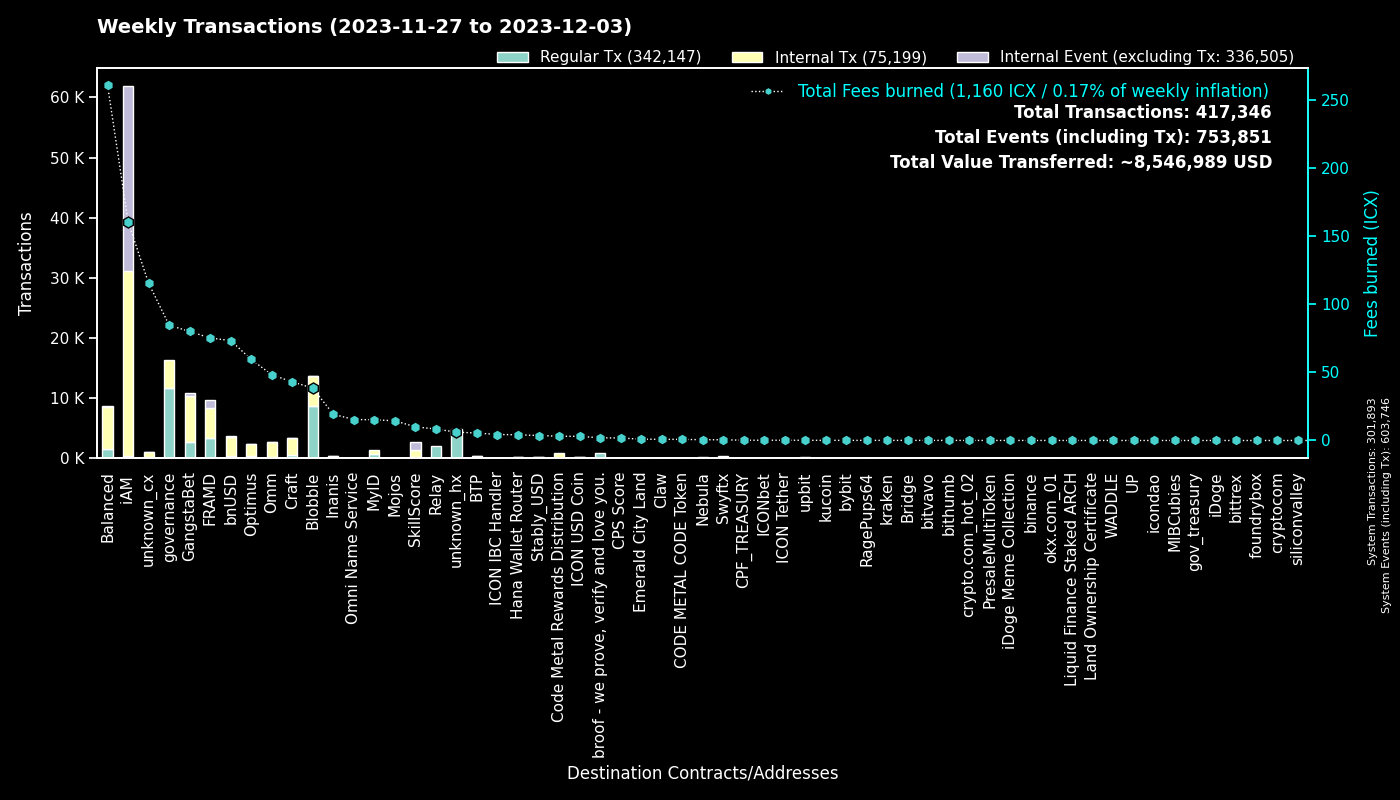 Weekly Transactions (2023-11-27 to 2023-12-03)
Regular Tx (342,147)
Internal Tx (75,199)
Internal Event (excluding Tx: 336,505)
Total Fees burned (1,160 ICX / 0.17% of weekly inflation)
Total Transactions: 417,346
Total Events (including Tx): 753,851
Total Value Transferred: ~8,546,989 USD
Transactions
60 K
50 K
40 K
30 K
20 K
10 K
0 K
250
200
150
100
50
0
Fees burned (ICX)
System Transactions: 301,893
System Events (including Tx): 603,746
Balanced
iAM
unknown_cx
governance
GangstaBet
FRAMD
bnUSD
Optimus
Omm
Craft
Blobble
Inanis
Omni Name Service
MyID
Mojos
SkillScore
Relay
unknown_hx
BTP
ICON IBC Handler
Hana Wallet Router
Stably_USD
Code Metal Rewards Distribution
ICON USD Coin
broof - we prove, verify and love you.
CPS Score
Emerald City Land
Claw
CODE METAL CODE Token
Nebula
Swyftx
CPF_TREASURY
ICONbet
ICON Tether
upbit
kucoin
bybit
RagePups64
kraken
Bridge
bitvavo
bithumb
crypto.com_hot_02
PresaleMultiToken
iDoge Meme Collection
binance
okx.com_01
Liquid Finance Staked ARCH
Land Ownership Certificate
WADDLE
UP
icondao
MIBCubies
gov_treasury
iDoge
bittrex
foundrybox
cryptocom
siliconvalley
Destination Contracts/Addresses